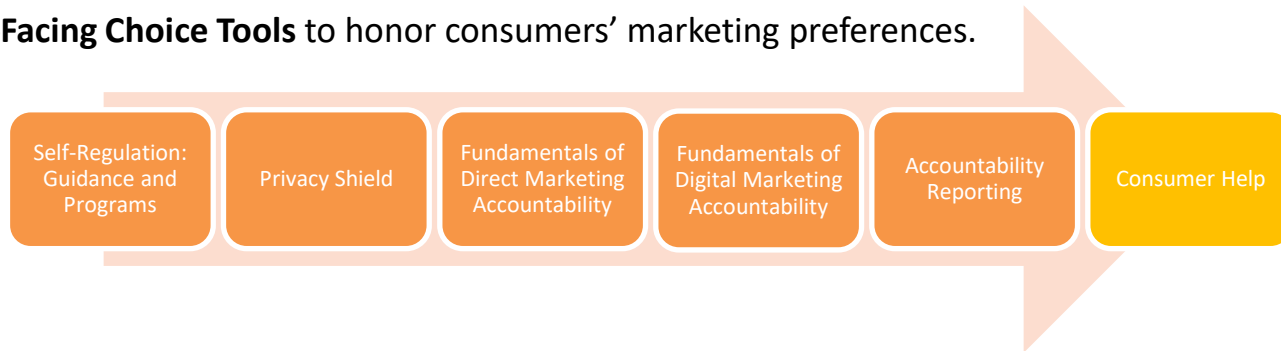 Facing Choice Tools to honor consumers’ marketing preferences.
Self-Regulation:
Guidance and
Programs
Privacy Shield
Fundamentals of
Direct Marketing
Accountability
Fundamentals of
Digital Marketing
Accountability
Accountability
Reporting
Consumer Help